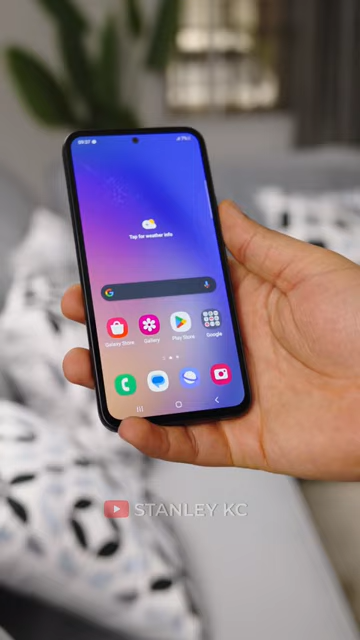 Tap for weather info
Galaxy Store
Gallery
Play Store
Google
STANLEY KC